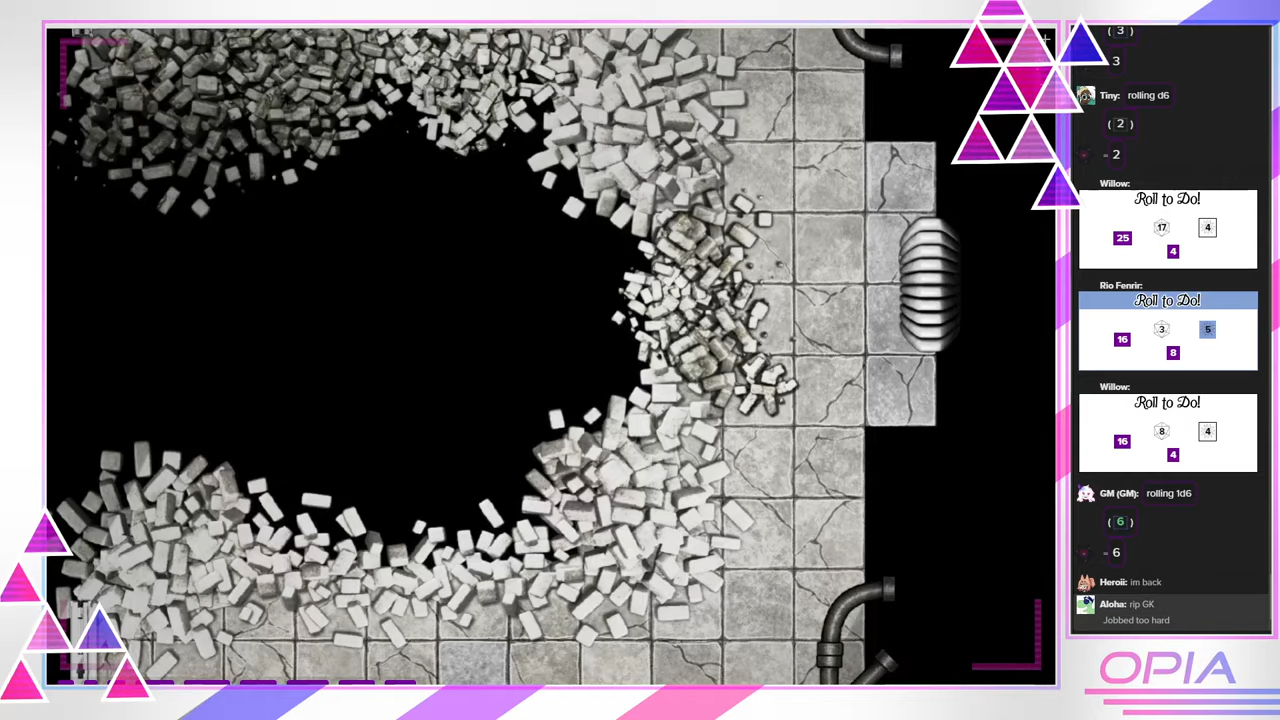 (3)
3
Tiny: rolling d6
(2)
= 2
Willow:
Roll to Do!
17 4
25
4
Rio Fenrir:
Roll to Do!
3 5
16
8
Willow:
Roll to Do!
8 4
16
4
GM (GM): rolling 1d6
(6)
= 6
Heroii: im back
Aloha: rip GK
Jobbed too hard
OPIA